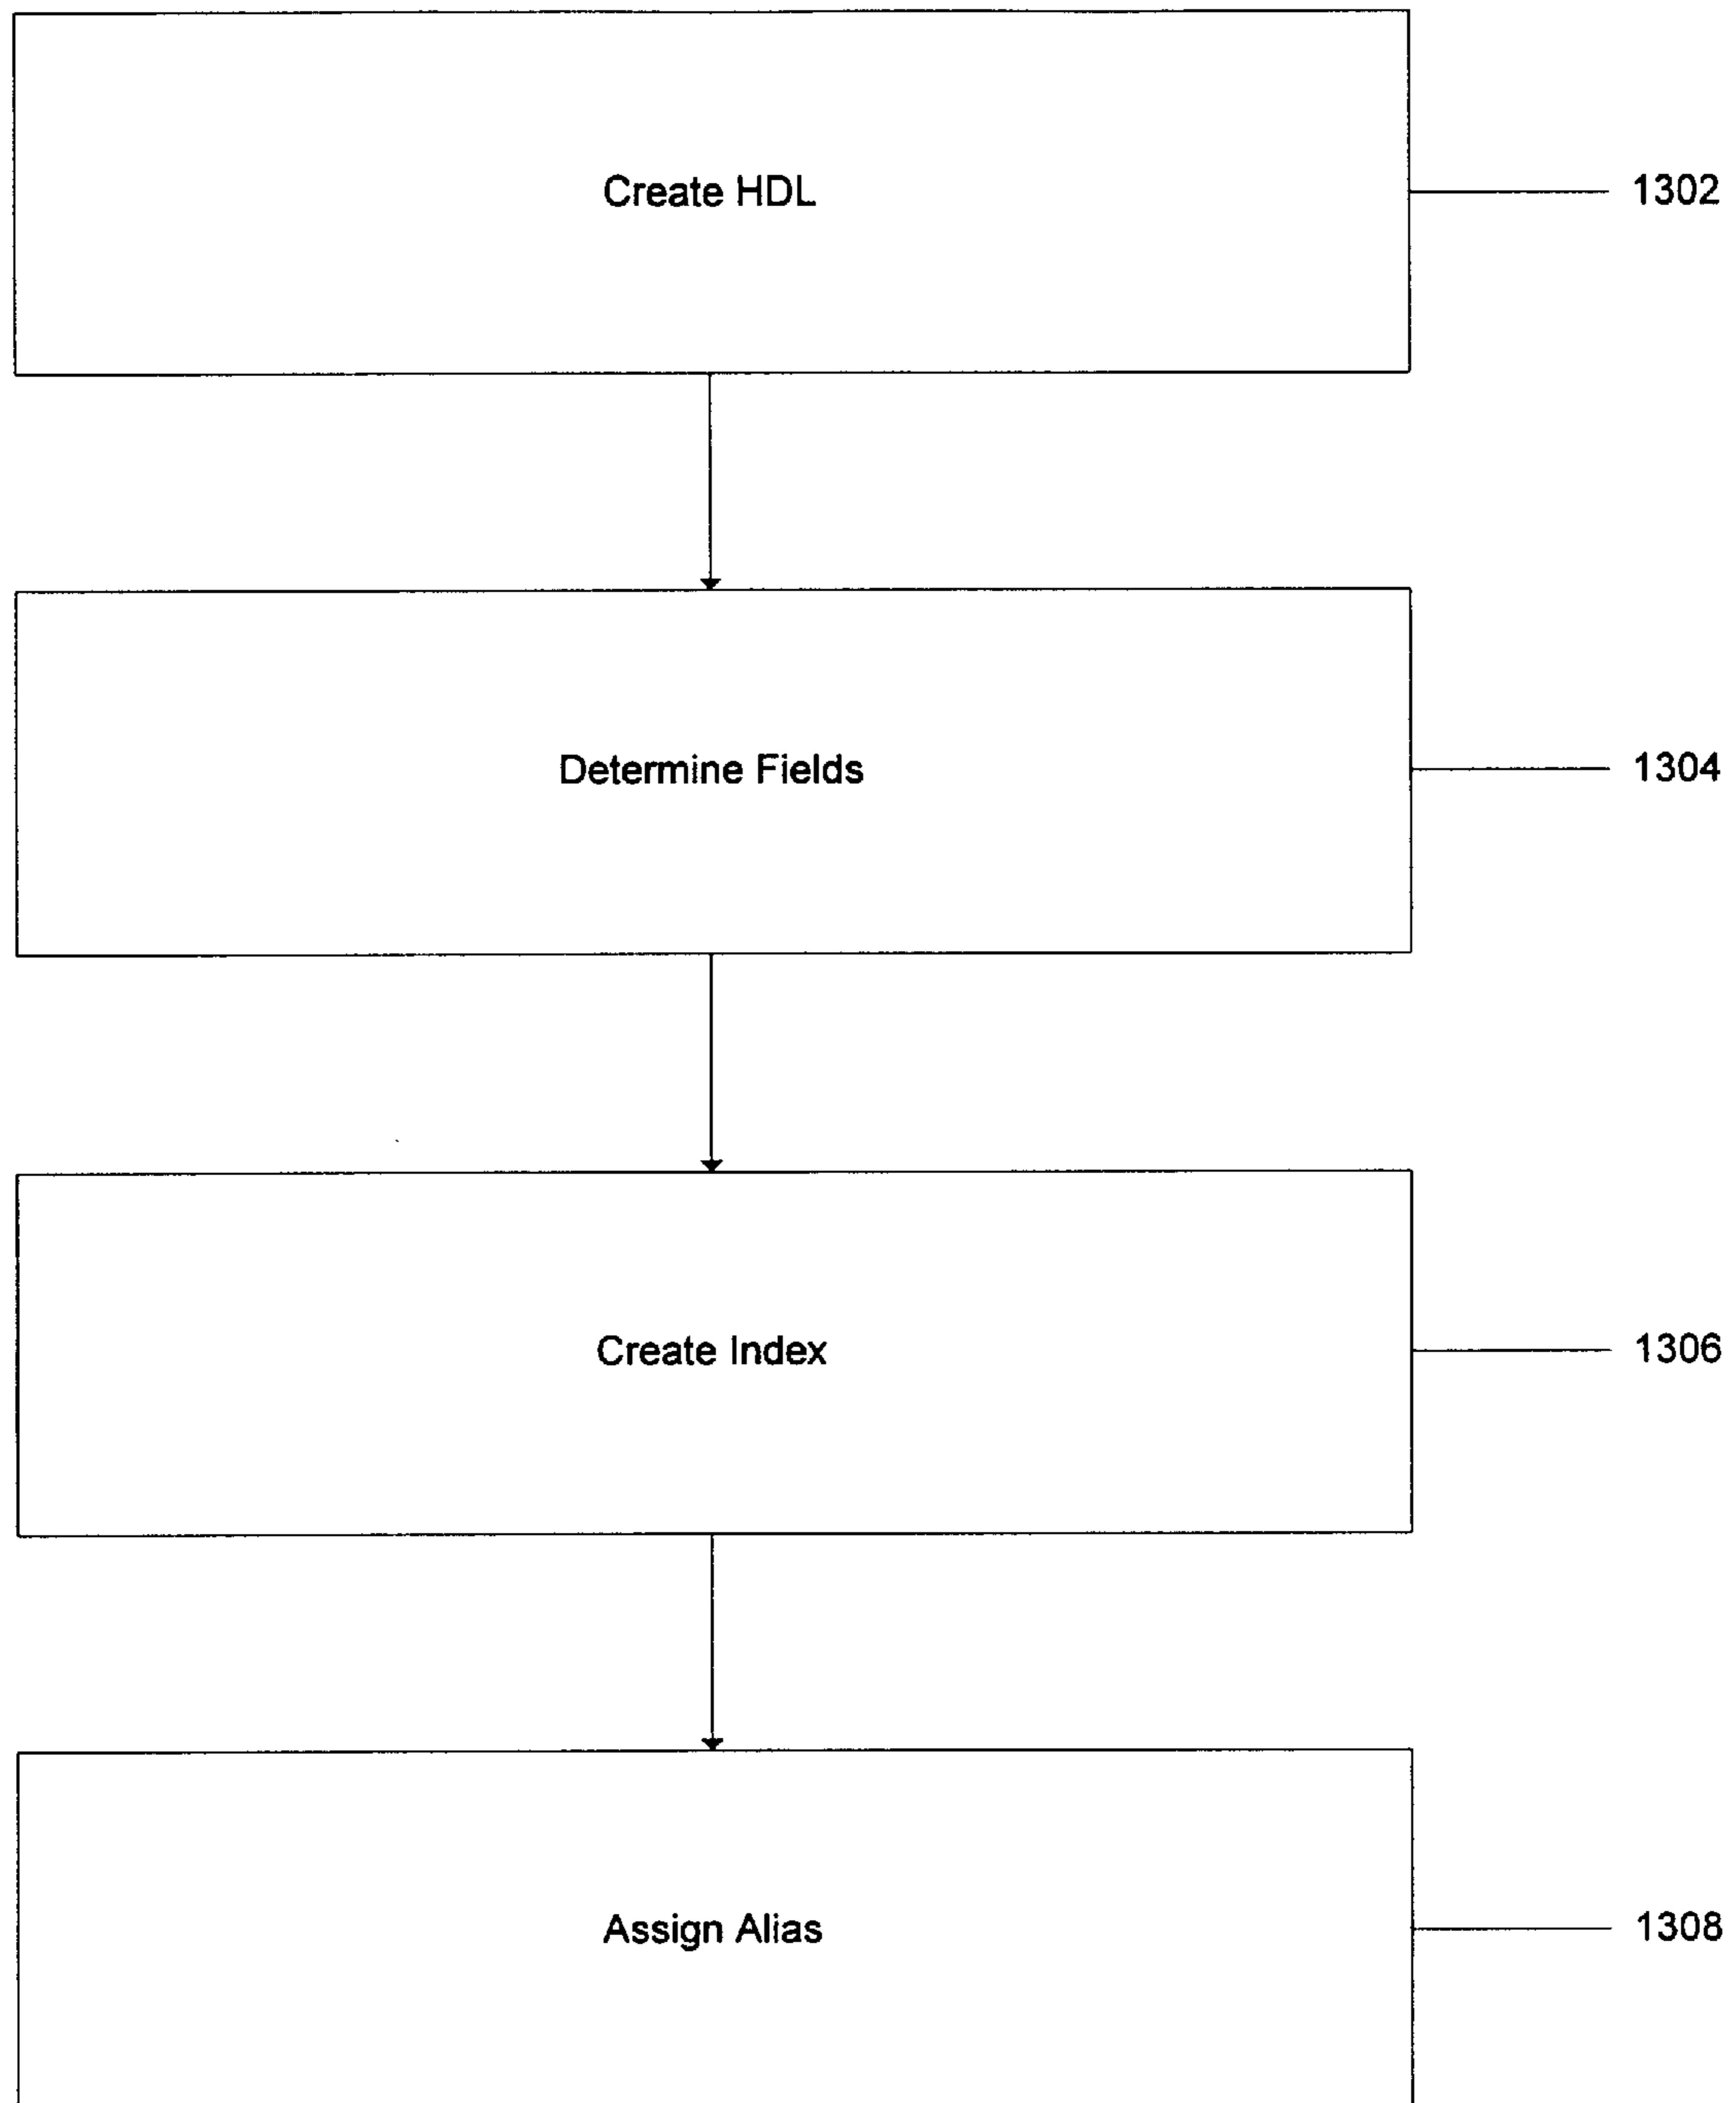 Create HDL
1302
Determine Fields
1304
Create Index
1306
Assign Alias
1308